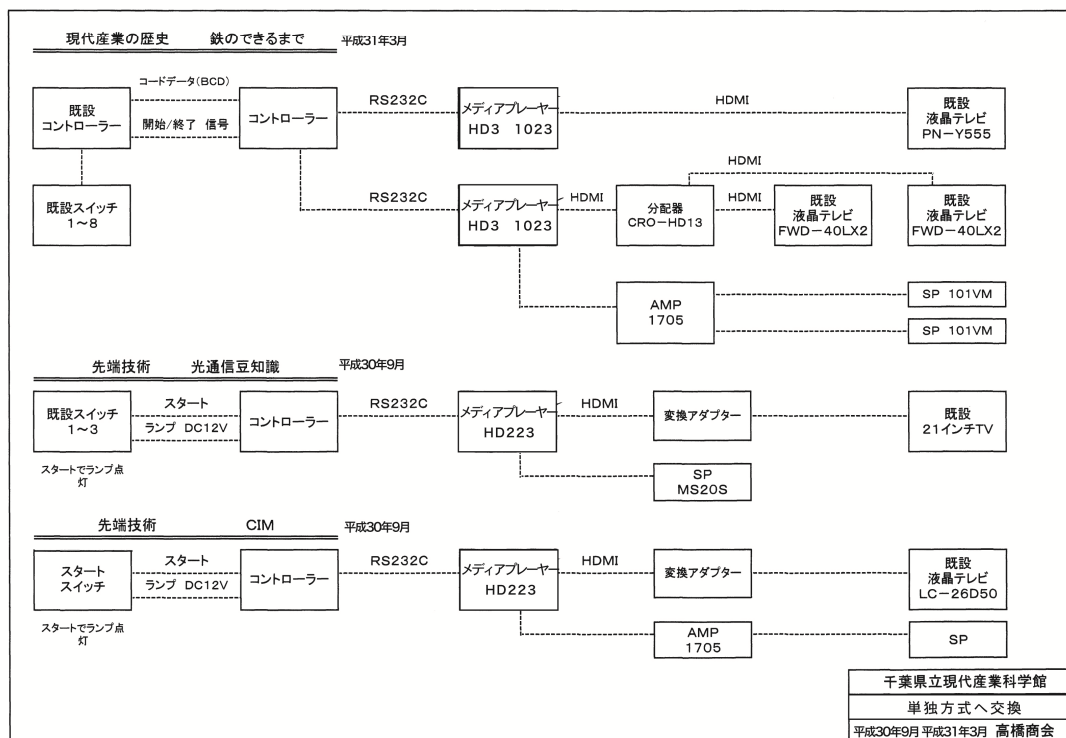 現代産業の歴史 鉄のできるまで 平成31年3月
コードデータ(BCD)
既設
コントローラー
開始/終了 信号
コントローラー
RS232C
メディアプレーヤー
HD3 1023
HDMI
既設
液晶テレビ
PN-Y555
既設スイッチ
1~8
RS232C
メディアプレーヤー
HD3 1023
HDMI
分配器
CRO-HD13
HDMI
HDMI
既設
液晶テレビ
FWD-40LX2
既設
液晶テレビ
FWD-40LX2
AMP
1705
SP 101VM
SP 101VM
先端技術 光通信豆知識 平成30年9月
既設スイッチ
1~3
スタート
ランプ DC12V
コントローラー
RS232C
メディアプレーヤー
HD223
HDMI
変換アダプター
既設
21インチTV
スタートでランプ点
灯
SP
MS20S
先端技術 CIM 平成30年9月
スタート
スイッチ
スタート
ランプ DC12V
コントローラー
RS232C
メディアプレーヤー
HD223
HDMI
変換アダプター
既設
液晶テレビ
LC-26D50
スタートでランプ点
灯
AMP
1705
SP
千葉県立現代産業科学館
単独方式へ交換
平成30年9月 平成31年3月 高橋商会